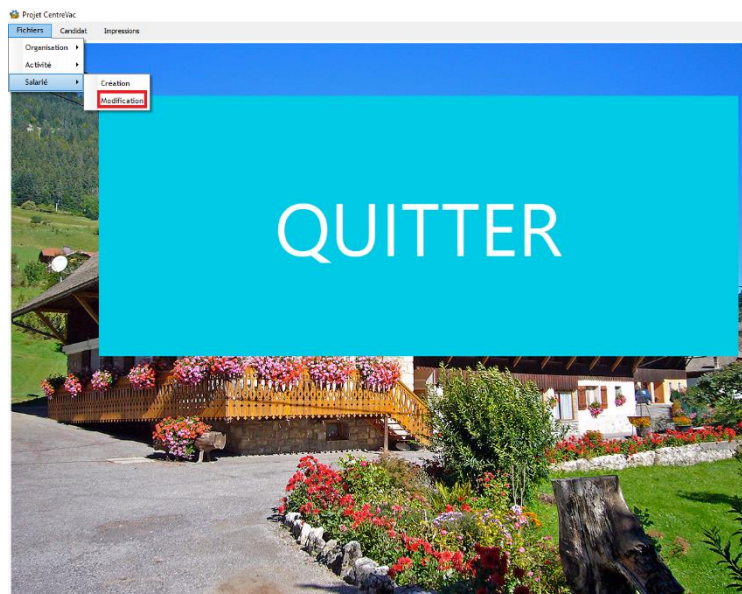 Projet CentreVac
Fichiers Candidat Impressions
Organisation
Activité
Salarié
Création
Modification
QUITTER